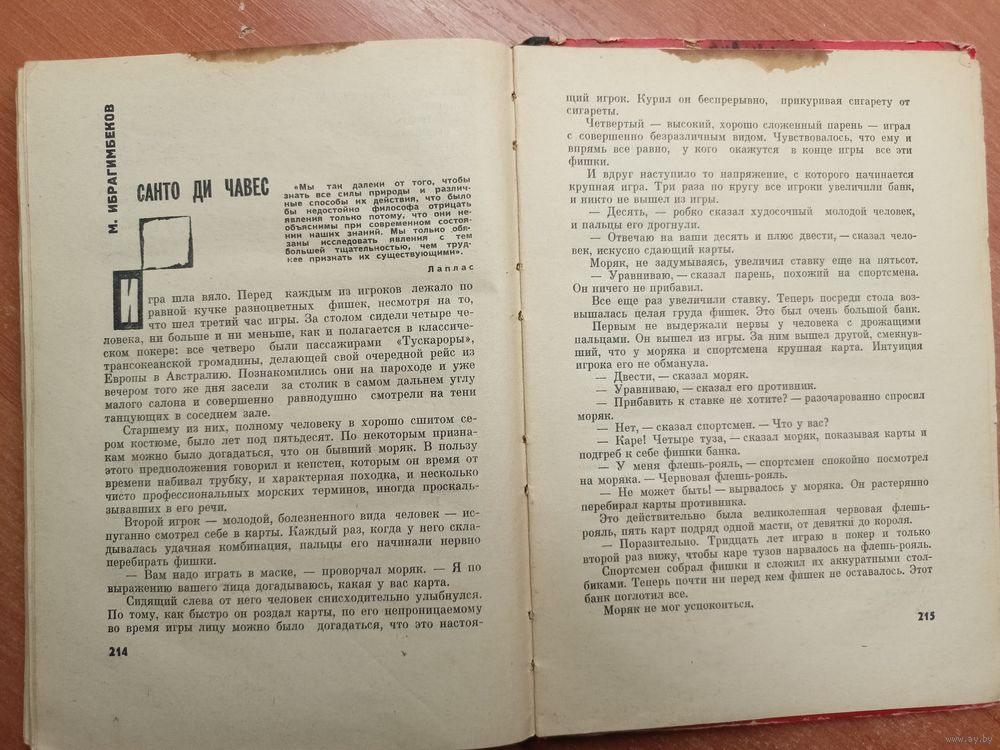 М. ИБРАГИМБЕКОВ
САНТО ДИ ЧАВЕС
«Мы так далеки от того, чтобы
знать все силы природы и различ-
ные способы их действия, что было
бы недостойно философа отрицать
явления только потому, что они не-
объяснимы при современном состоя-
нии наших знаний. Мы только обя-
заны исследовать явления с тем
большей тщательностью, чем труд-
нее признать их существующими».
Лаплас
Игра шла вяло. Перед каждым из игроков лежало по
равной кучке разноцветных фишек, несмотря на то,
что шел третий час игры. За столом сидели четыре че-
ловека, ни больше и ни меньше, как и полагается в классиче-
ском покере: все четверо были пассажирами «Тускароры»,
трансокеанской громадины, делающей свой очередной рейс из
Европы в Австралию. Познакомились они на пароходе и уже
вечером того же дня засели за столик в самом дальнем углу
малого салона и совершенно равнодушно смотрели на тени
танцующих в соседнем зале.
Старшему из них, полному человеку в хорошо сшитом се-
ром костюме, было лет под пятьдесят. По некоторым призна-
кам можно было догадаться, что он бывший моряк. В пользу
этого предположения говорил и кепстен, которым он время от
времени набивал трубку, и характерная походка, и несколько
чисто профессиональных морских терминов, иногда проскаль-
зывавших в его речи.
Второй игрок — молодой, болезненного вида человек — ис-
пуганно смотрел себе в карты. Каждый раз, когда у него скла-
дывалась удачная комбинация, пальцы его начинали нервно
перебирать фишки.
— Вам надо играть в маске, — проворчал моряк. — Я по
выражению вашего лица догадываюсь, какая у вас карта.
Сидящий слева от него человек снисходительно улыбнулся.
По тому, как быстро он роздал карты, по его непроницаемому
во время игры лицу можно было догадаться, что это настоя-
214
щий игрок. Курил он беспрерывно, прикуривая сигарету от
сигареты.
Четвертый — высокий, хорошо сложенный парень — играл
с совершенно безразличным видом. Чувствовалось, что ему и
впрямь все равно, у кого окажутся в конце игры все эти
фишки.
И вдруг наступило то напряжение, с которого начинается
крупная игра. Три раза по кругу все игроки увеличили банк,
и никто не вышел из игры.
— Десять, — робко сказал худосочный молодой человек,
и пальцы его дрогнули.
— Отвечаю на ваши десять и плюс двести, — сказал чело-
век, искусно сдающий карты.
Моряк, не задумываясь, увеличил ставку еще на пятьсот.
— Уравниваю, — сказал парень, похожий на спортсмена.
Он ничего не прибавил.
Все еще раз увеличили ставку. Теперь посреди стола воз-
вышалась целая груда фишек. Это был очень большой банк.
Первым не выдержали нервы у человека с дрожащими
пальцами. Он вышел из игры. За ним вышел другой, смекнув-
ший, что у моряка и спортсмена крупная карта. Интуиция
игрока его не обманула.
— Двести, — сказал моряк.
— Уравниваю, — сказал его противник.
— Прибавить к ставке не хотите? — разочарованно спросил
моряк.
— Нет, — сказал спортсмен. — Что у вас?
— Каре! Четыре туза, — сказал моряк, показывая карты и
подгреб к себе фишки банка.
— У меня флешь-рояль, — спортсмен спокойно посмотрел
на моряка. — Червовая флешь-рояль.
— Не может быть! — вырвалось у моряка. Он растерянно
перебирал карты противника.
Это действительно была великолепная червовая флешь-
рояль, пять карт подряд одной масти, от девятки до короля.
— Поразительно. Тридцать лет играю в покер и только
второй раз вижу, чтобы каре тузов нарвалось на флешь-рояль.
Спортсмен собрал фишки и сложил их аккуратными стол-
биками. Теперь почти ни перед кем фишек не оставалось. Этот
банк поглотил все.
Моряк не мог успокоиться.
215
www.ay.by